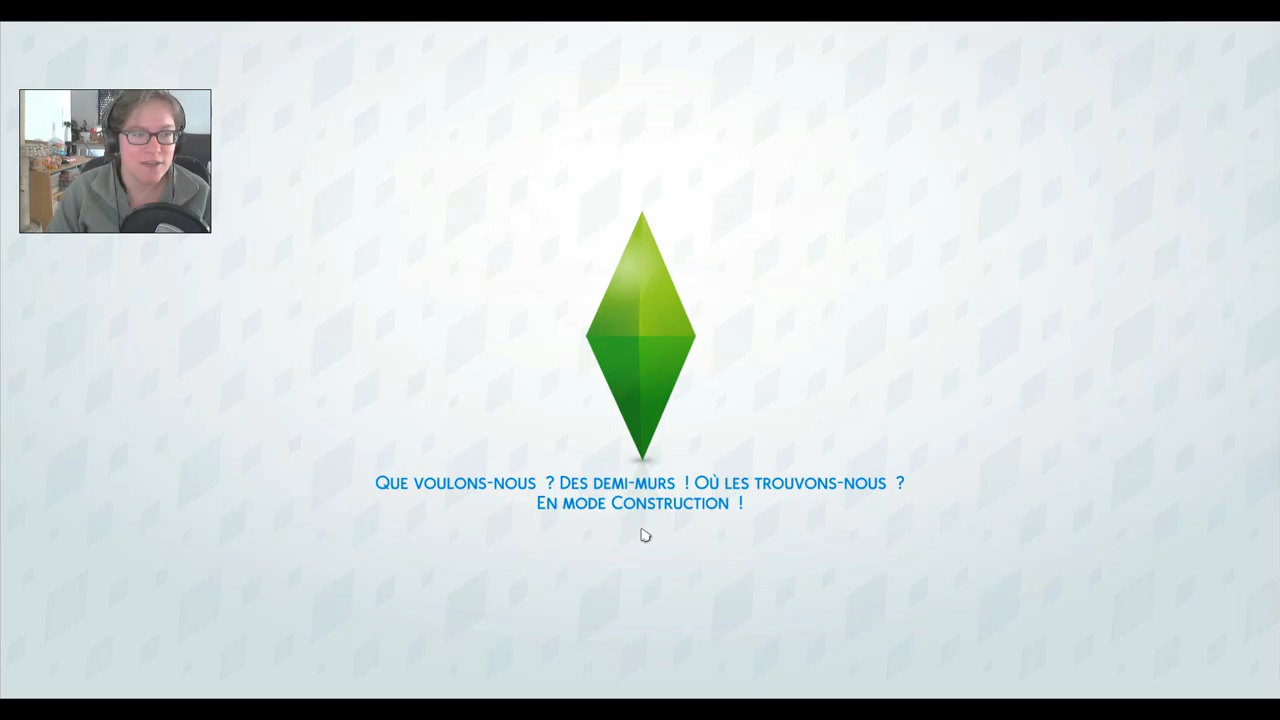 Que voulons-nous ? Des demi-murs ! Où les trouvons-nous ?
En mode Construction !